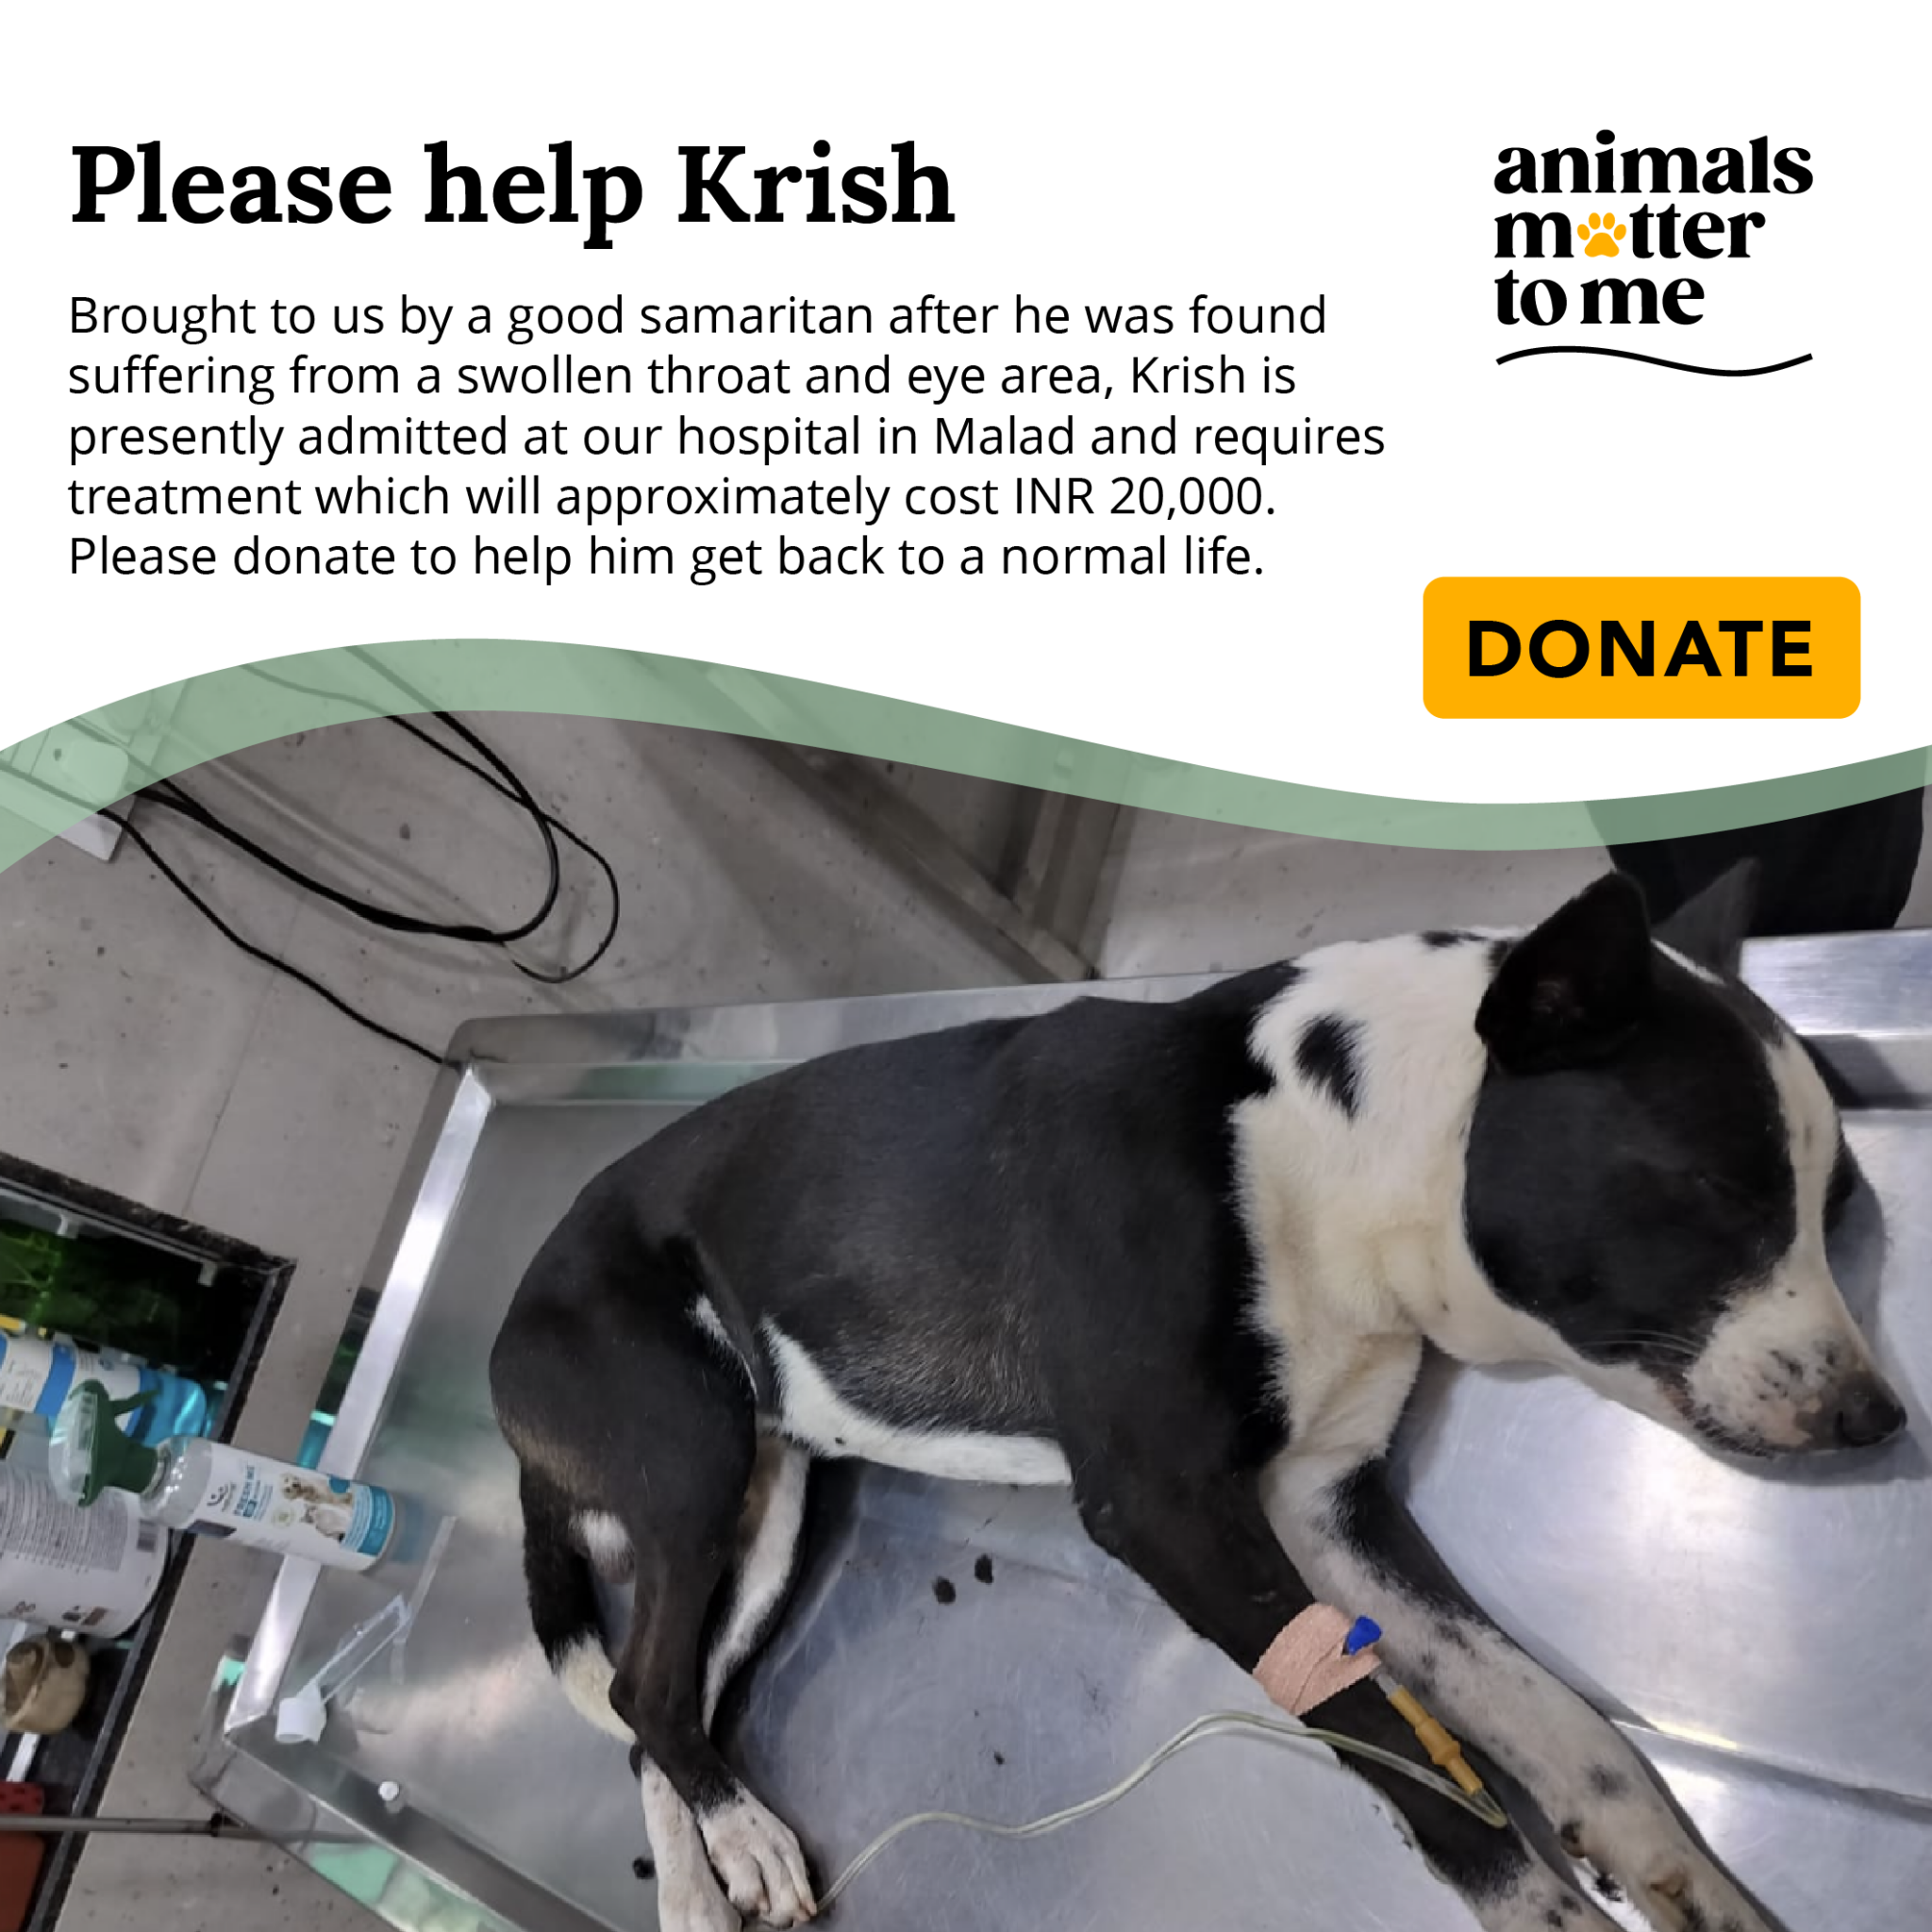 Please help Krish
Brought to us by a good samaritan after he was found
suffering from a swollen throat and eye area, Krish is
presently admitted at our hospital in Malad and requires
treatment which will approximately cost INR 20,000.
Please donate to help him get back to a normal life.
animals
matter
to me
DONATE
FRESH ME